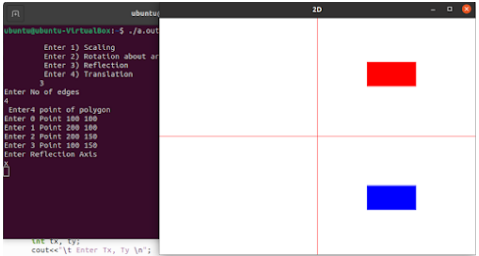 ubuntu
2D
ubuntu@ubuntu-VirtualBox:~$ ./a.out
Enter 1) Scaling
Enter 2) Rotation about ar
Enter 3) Reflection
Enter 4) Translation
3
Enter No of edges
4
Enter4 point of polygon
Enter 0 Point 100 100
Enter 1 Point 200 100
Enter 2 Point 200 150
Enter 3 Point 100 150
Enter Reflection Axis
x
int tx, ty;
cout<<"\t Enter Tx, Ty \n";